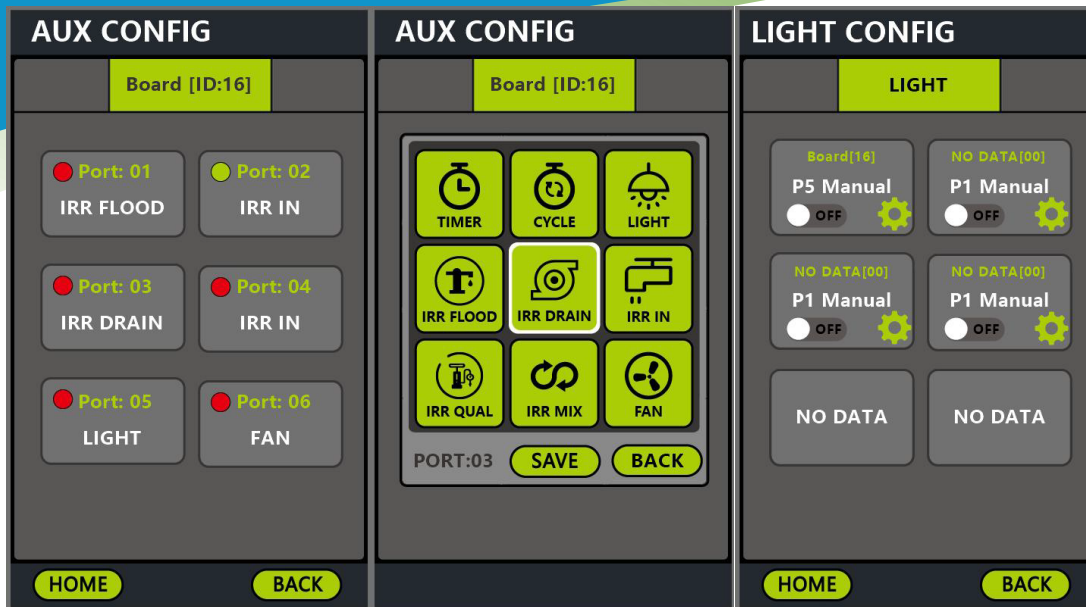 AUX CONFIG
Board [ID:16]
Port: 01
IRR FLOOD
Port: 02
IRR IN
Port: 03
IRR DRAIN
Port: 04
IRR IN
Port: 05
LIGHT
Port: 06
FAN
HOME
BACK
AUX CONFIG
Board [ID:16]
TIMER
CYCLE
LIGHT
IRR FLOOD
IRR DRAIN
IRR IN
IRR QUAL
IRR MIX
FAN
PORT:03
SAVE
BACK
LIGHT CONFIG
LIGHT
Board[16]
P5 Manual
OFF
NO DATA[00]
P1 Manual
OFF
NO DATA[00]
P1 Manual
OFF
NO DATA[00]
P1 Manual
OFF
NO DATA
NO DATA
HOME
BACK